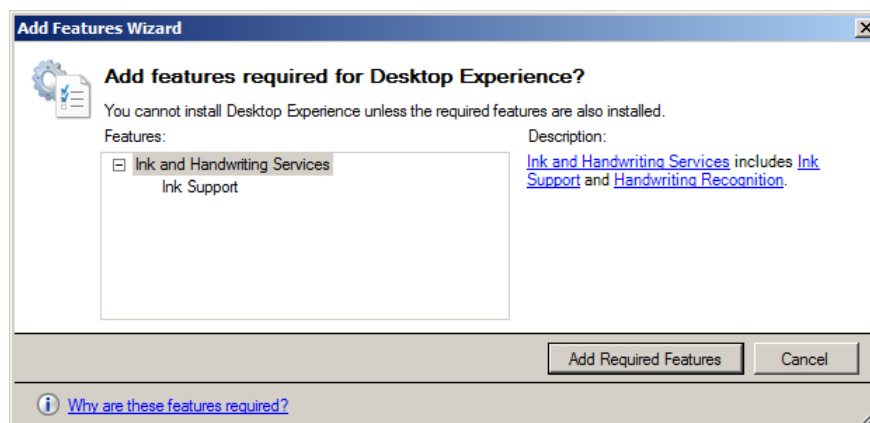 Add Features Wizard
Add features required for Desktop Experience?
You cannot install Desktop Experience unless the required features are also installed.
Features:
Ink and Handwriting Services
Ink Support
Description:
Ink and Handwriting Services includes Ink
Support and Handwriting Recognition.
Add Required Features
Cancel
Why are these features required?